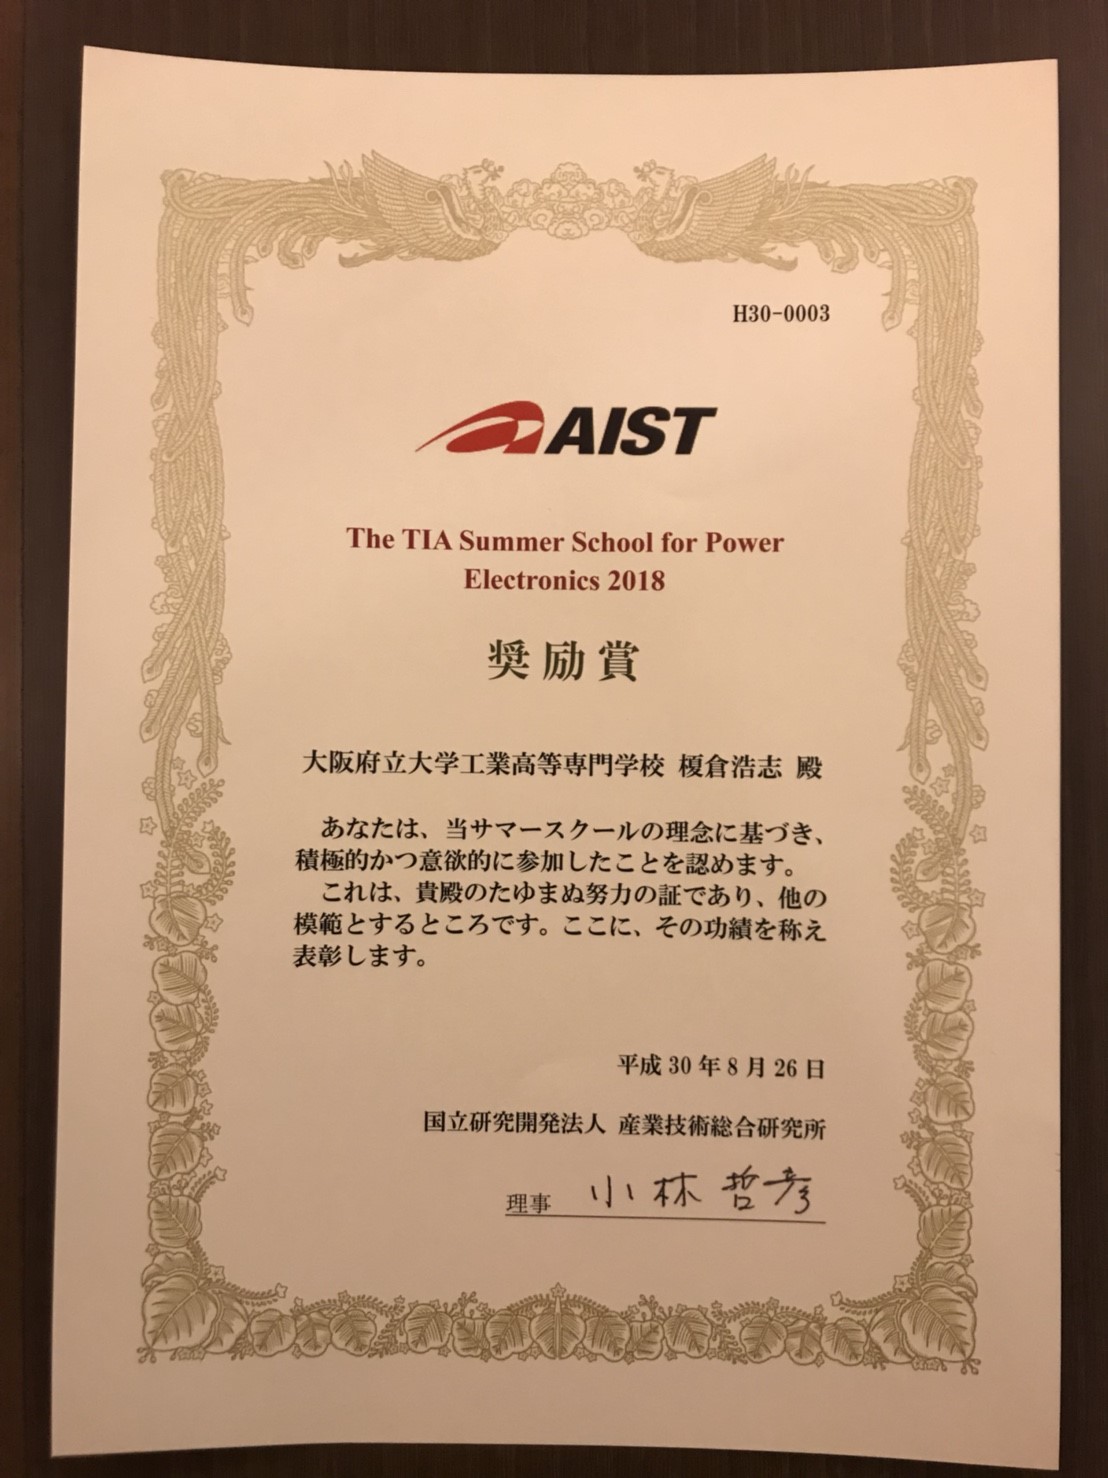 H30-0003
AIST
The TIA Summer School for Power
Electronics 2018
奨励賞
大阪府立大学工業高等専門学校 榎倉浩志 殿
あなたは、当サマースクールの理念に基づき、
積極的かつ意欲的に参加したことを認めます。
これは、貴殿のたゆまぬ努力の証であり、他の
模範とするところです。ここに、その功績を称え
表彰します。
平成30年8月26日
国立研究開発法人 産業技術総合研究所
理事 小林哲彦